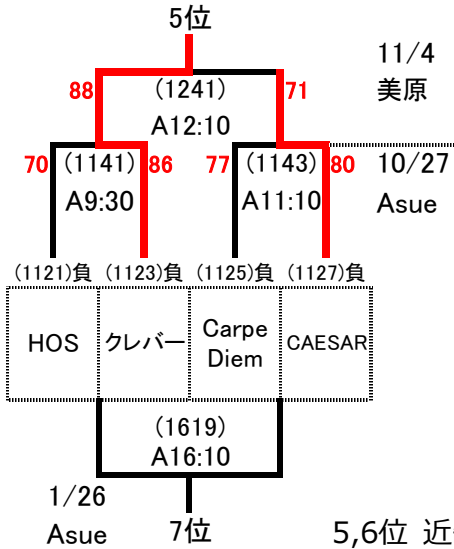 5位
11/4
88 (1241) 71
美原
A12:10
70 (1141) 86 77 (1143) 80 10/27
A9:30 A11:10 Asue
(1121)負 (1123)負 (1125)負 (1127)負
HOS クレバー Carpe Diem CAESAR
(1619)
A16:10
1/26
Asue 7位 5,6位